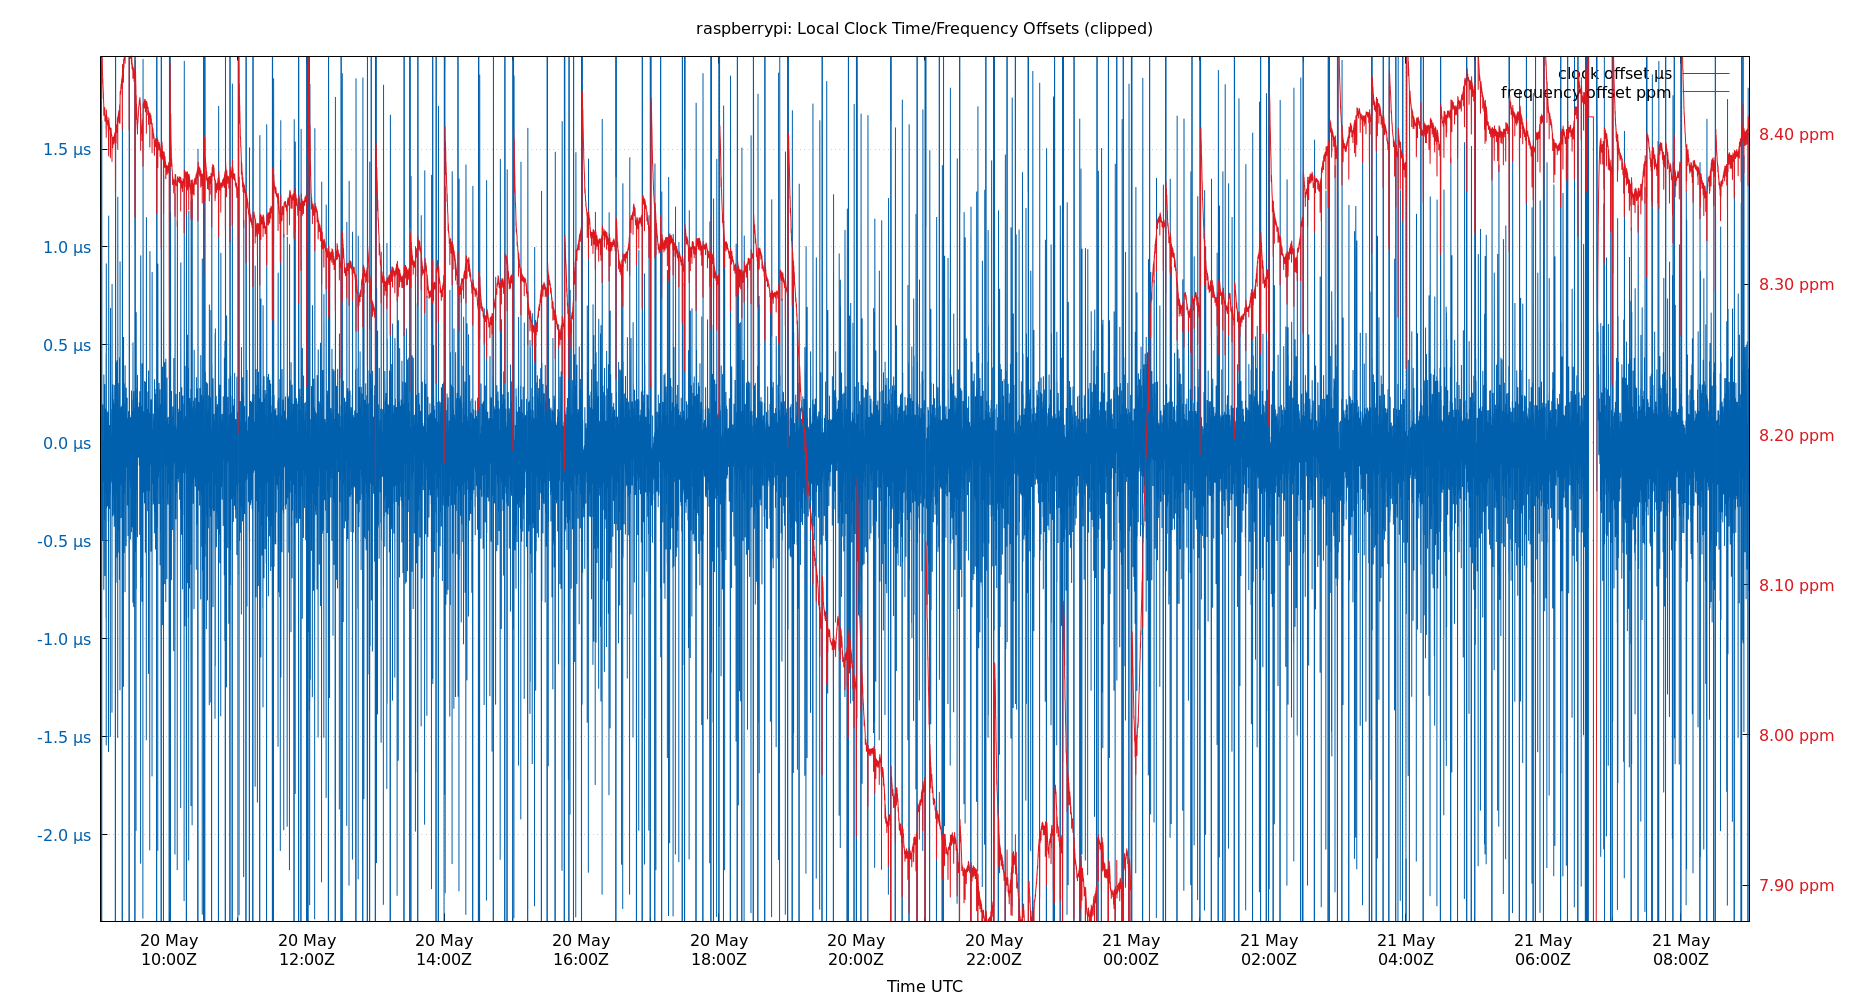 raspberrypi: Local Clock Time/Frequency Offsets (clipped)
clock offset µs
frequency offset ppm
1.5 µs
1.0 µs
0.5 µs
0.0 µs
-0.5 µs
-1.0 µs
-1.5 µs
-2.0 µs
8.40 ppm
8.30 ppm
8.20 ppm
8.10 ppm
8.00 ppm
7.90 ppm
20 May 20 May 20 May 20 May 20 May 20 May 20 May 21 May 21 May 21 May 21 May 21 May
10:00Z 12:00Z 14:00Z 16:00Z 18:00Z 20:00Z 22:00Z 00:00Z 02:00Z 04:00Z 06:00Z 08:00Z
Time UTC